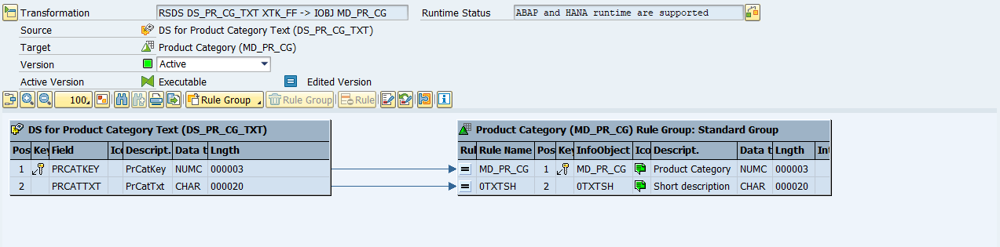 Transformation RSDS DS_PR_CG_TXT XTK_FF -> IOBJ MD_PR_CG Runtime Status ABAP and HANA runtime are supported
Source DS for Product Category Text (DS_PR_CG_TXT)
Target Product Category (MD_PR_CG)
Version Active
Active Version Executable Edited Version
100 Rule Group Rule Group Rule
DS for Product Category Text (DS_PR_CG_TXT) Product Category (MD_PR_CG) Rule Group: Standard Group
Pos Key Field Ico Descript. Data t Lngth Rul Rule Name Pos Key InfoObject Ico Descript. Data t Lngth Int
1 PRCATKEY PrCatKey NUMC 000003 MD_PR_CG 1 MD_PR_CG Product Category NUMC 000003
2 PRCATTXT PrCatTxt CHAR 000020 0TXTSH 2 0TXTSH Short description CHAR 000020